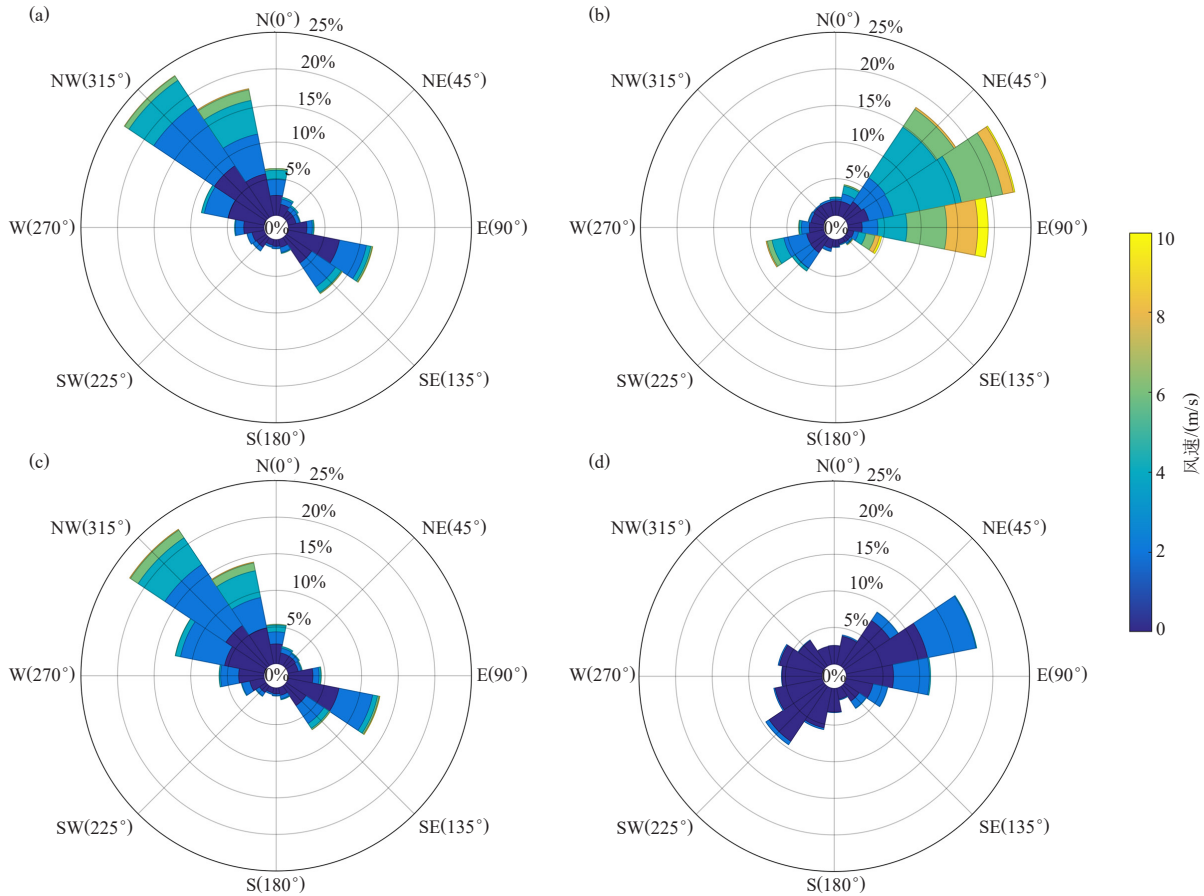 (a)
N(0°)
25%
20%
15%
10%
5%
0%
NW(315°)
NE(45°)
W(270°)
E(90°)
SW(225°)
SE(135°)
S(180°)
(b)
N(0°)
25%
20%
15%
10%
5%
0%
NW(315°)
NE(45°)
W(270°)
E(90°)
SW(225°)
SE(135°)
S(180°)
(c)
N(0°)
25%
20%
15%
10%
5%
0%
NW(315°)
NE(45°)
W(270°)
E(90°)
SW(225°)
SE(135°)
S(180°)
(d)
N(0°)
25%
20%
15%
10%
5%
0%
NW(315°)
NE(45°)
W(270°)
E(90°)
SW(225°)
SE(135°)
S(180°)
10
8
6
4
2
0
风速/(m/s)